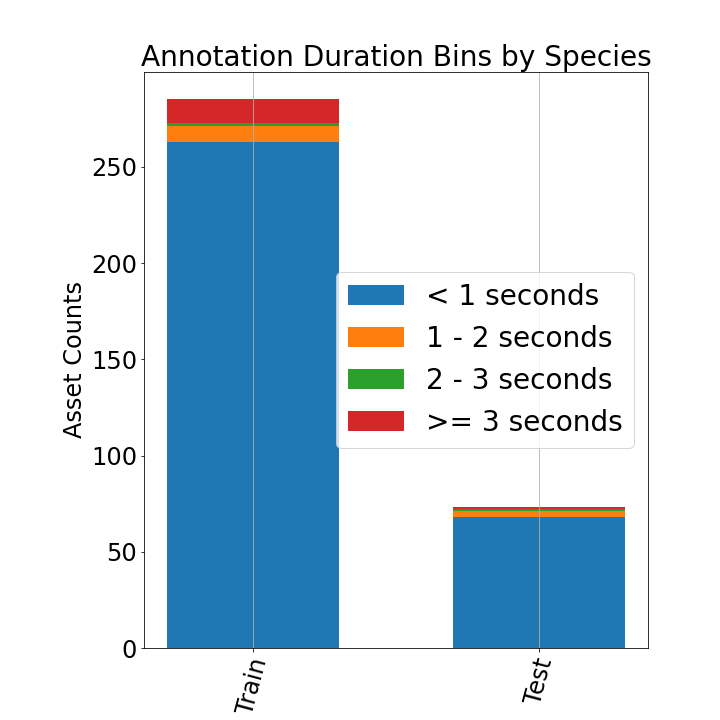 Annotation Duration Bins by Species
250
200
150
100
50
0
Asset Counts
< 1 seconds
1 - 2 seconds
2 - 3 seconds
>= 3 seconds
Train
Test